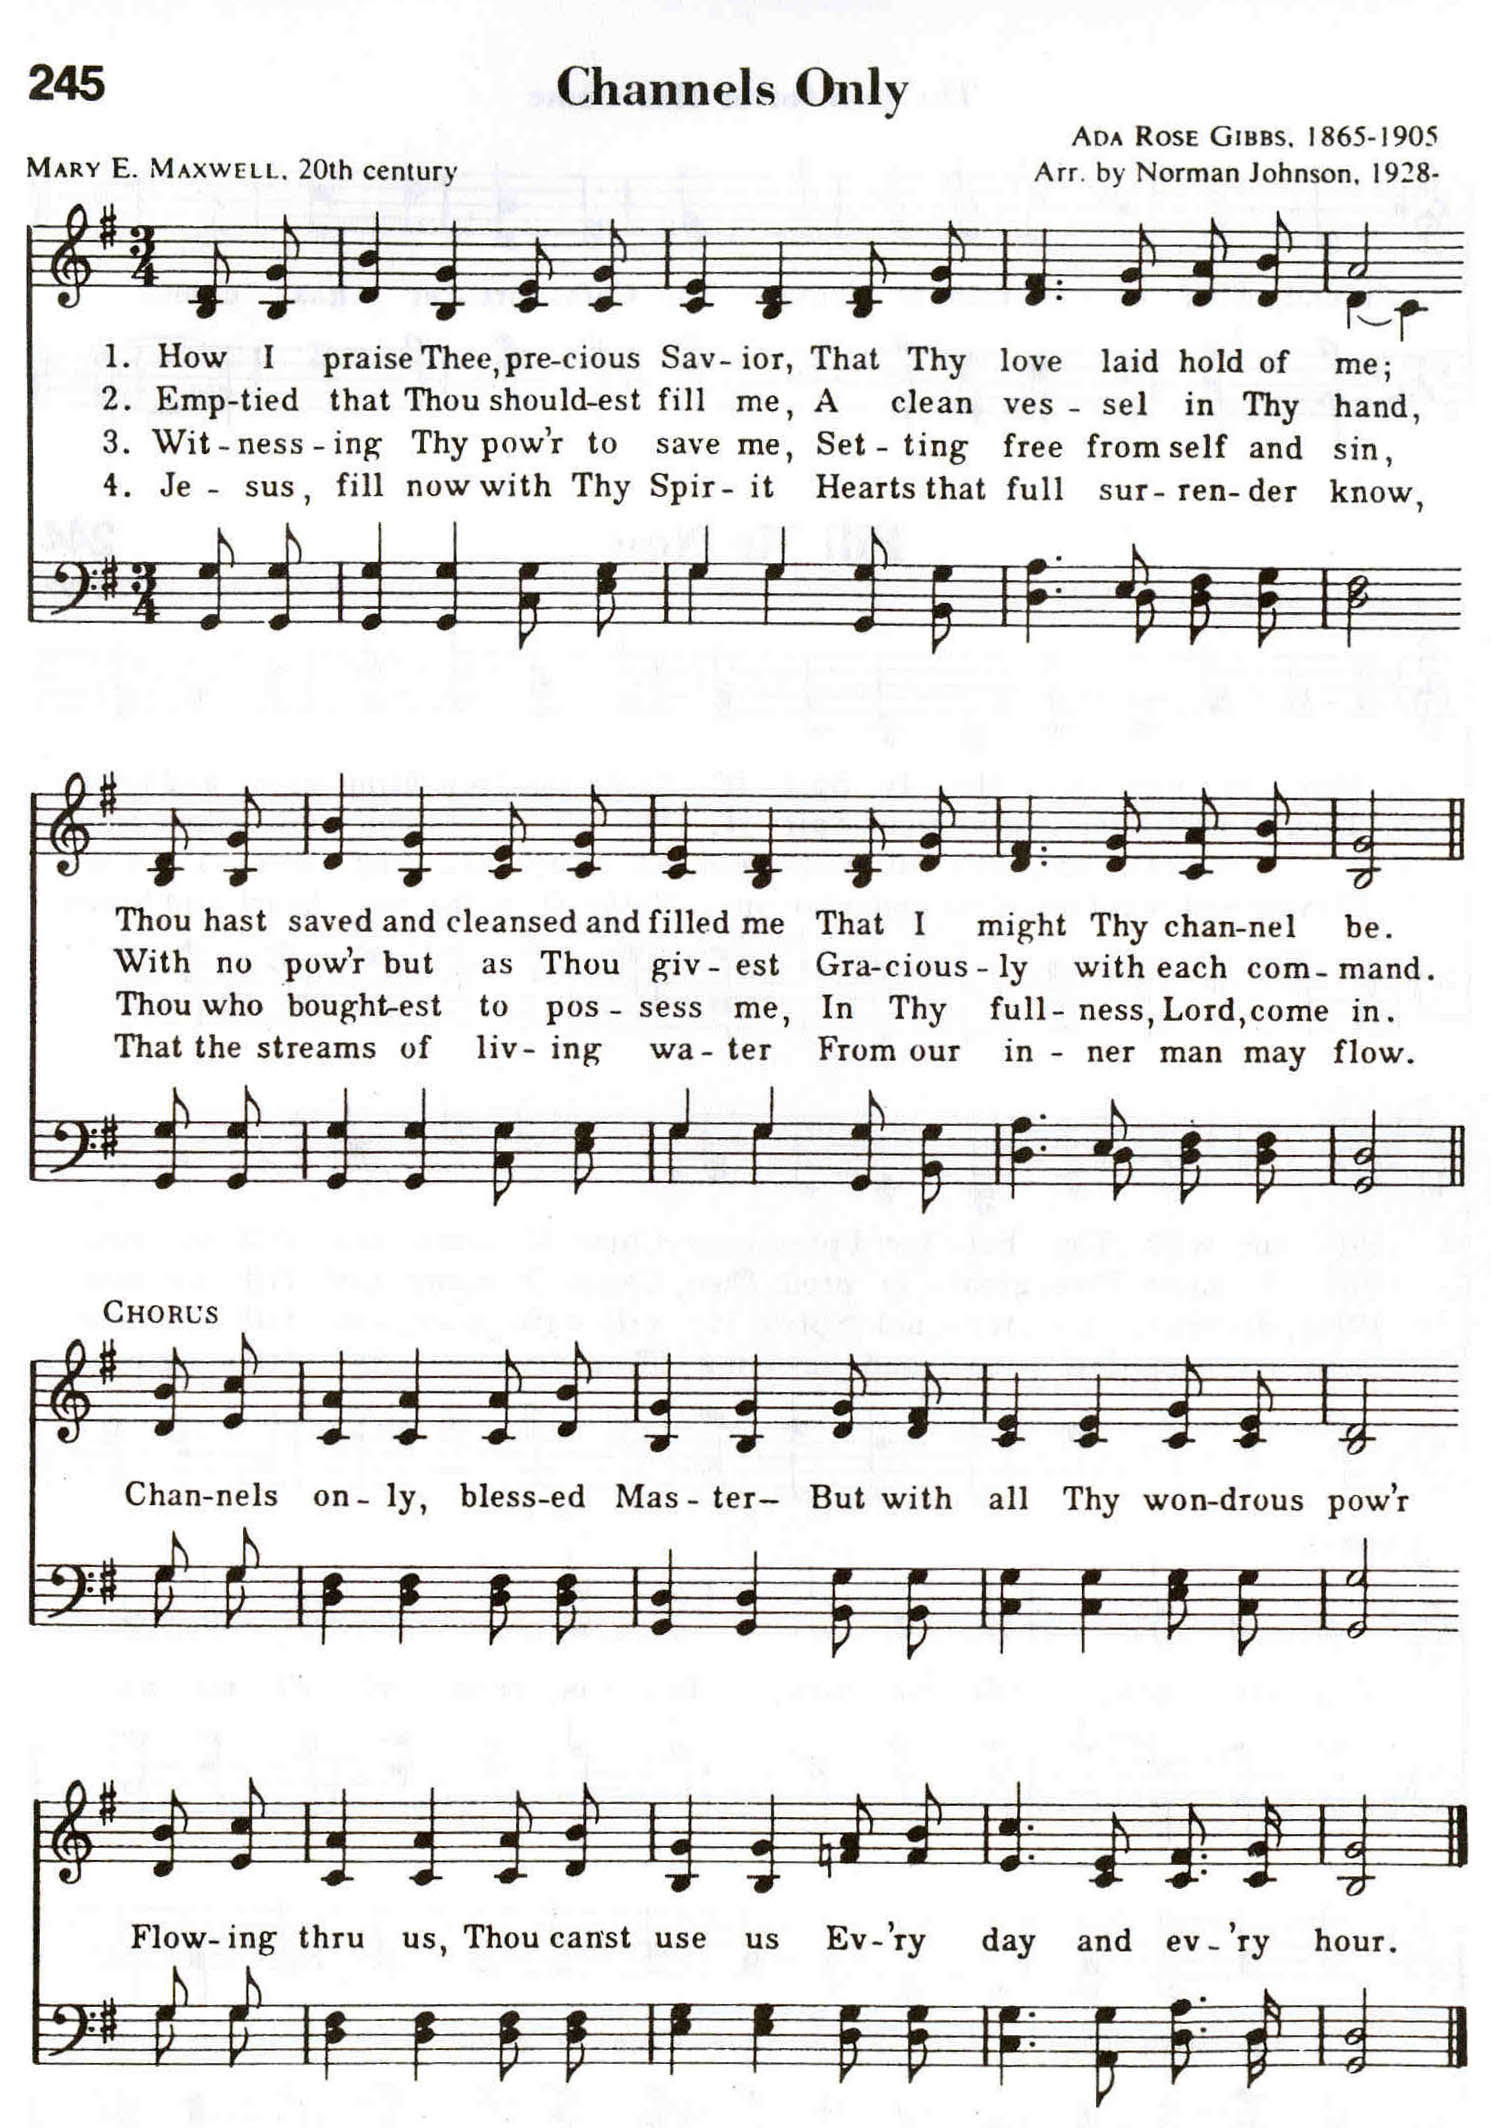 245
Channels Only
ADA ROSE GIBBS, 1865-1905
MARY E. MAXWELL, 20th century
Arr. by Norman Johnson, 1928-
1. How I praise Thee, pre-cious Sav-ior, That Thy love laid hold of me;
2. Emp-tied that Thou should-est fill me, A clean ves-sel in Thy hand,
3. Wit-ness-ing Thy pow'r to save me, Set-ting free from self and sin,
4. Je-sus, fill now with Thy Spir-it Hearts that full sur-ren-der know,
Thou hast saved and cleansed and filled me That I might Thy chan-nel be.
With no pow'r but as Thou giv-est Gra-cious-ly with each com-mand.
Thou who bought-est to pos-sess me, In Thy full-ness, Lord, come in.
That the streams of liv-ing wa-ter From our in-ner man may flow.
CHORUS
Chan-nels on-ly, bless-ed Mas-ter– But with all Thy won-drous pow'r
Flow-ing thru us, Thou canst use us Ev-'ry day and ev-'ry hour.